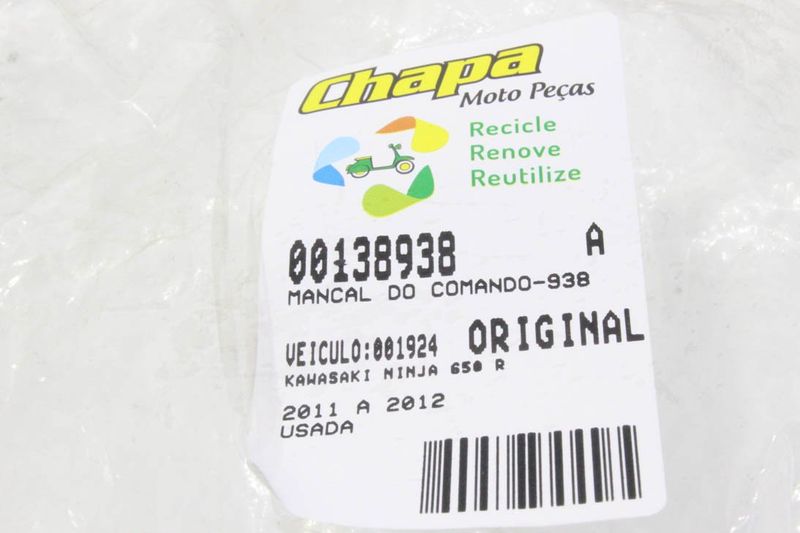 Chapa
Moto Peças
Recicle
Renove
Reutilize
00138938 A
MANCAL DO COMANDO-938
VEICULO:001924 ORIGINAL
KAWASAKI NINJA 650 R
2011 A 2012
USADA